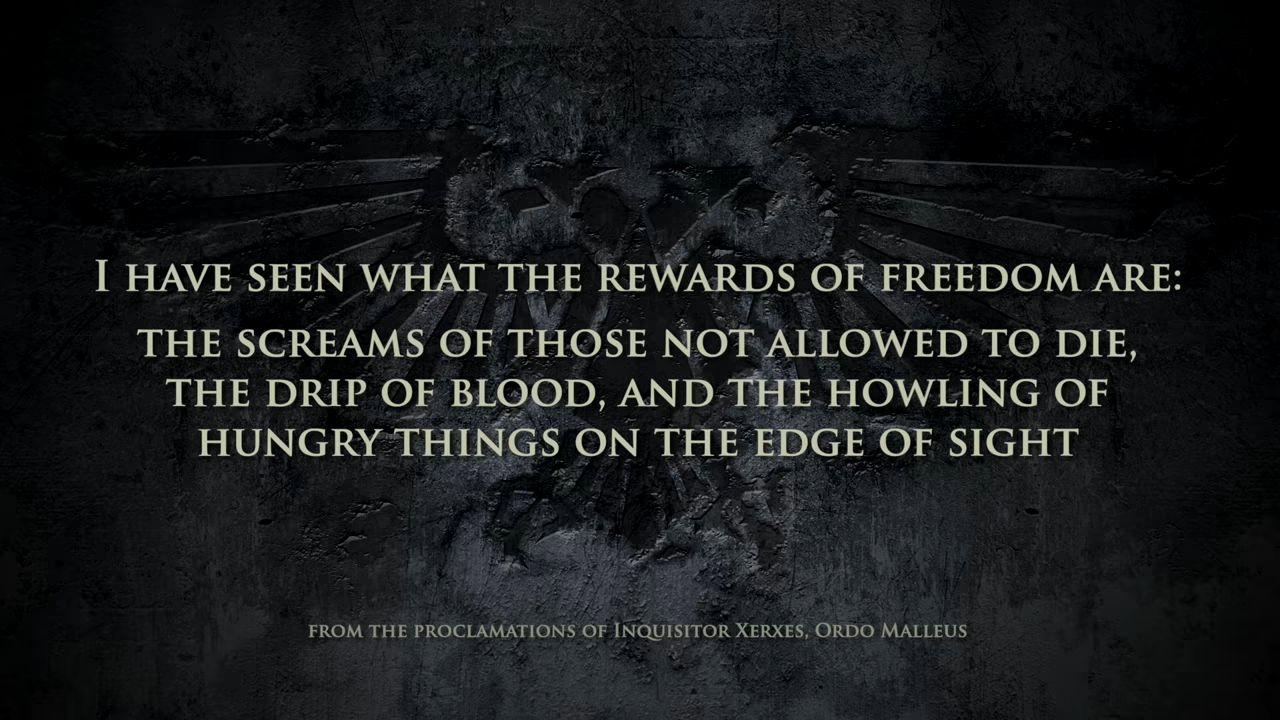 I HAVE SEEN WHAT THE REWARDS OF FREEDOM ARE:
THE SCREAMS OF THOSE NOT ALLOWED TO DIE,
THE DRIP OF BLOOD, AND THE HOWLING OF
HUNGRY THINGS ON THE EDGE OF SIGHT
FROM THE PROCLAMATIONS OF INQUISITOR XERXES, ORDO MALLEUS